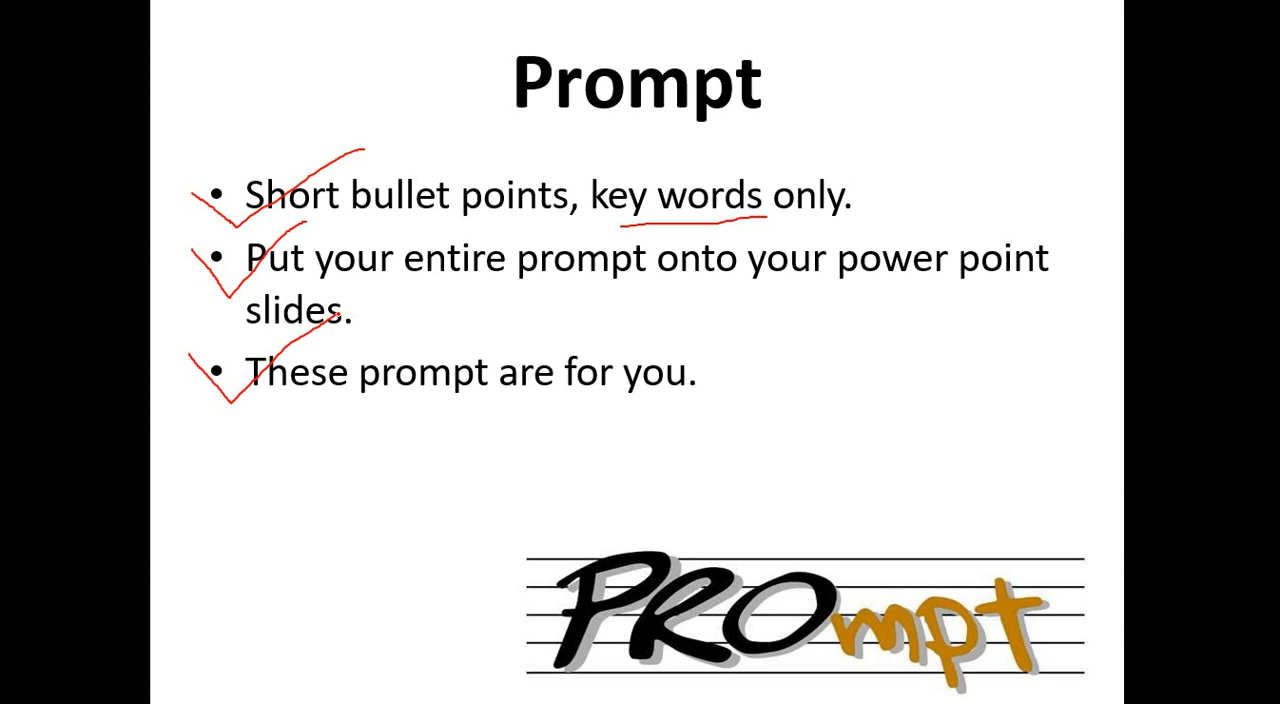 Prompt
• Short bullet points, key words only.
• Put your entire prompt onto your power point
slides.
• These prompt are for you.
PROmpt